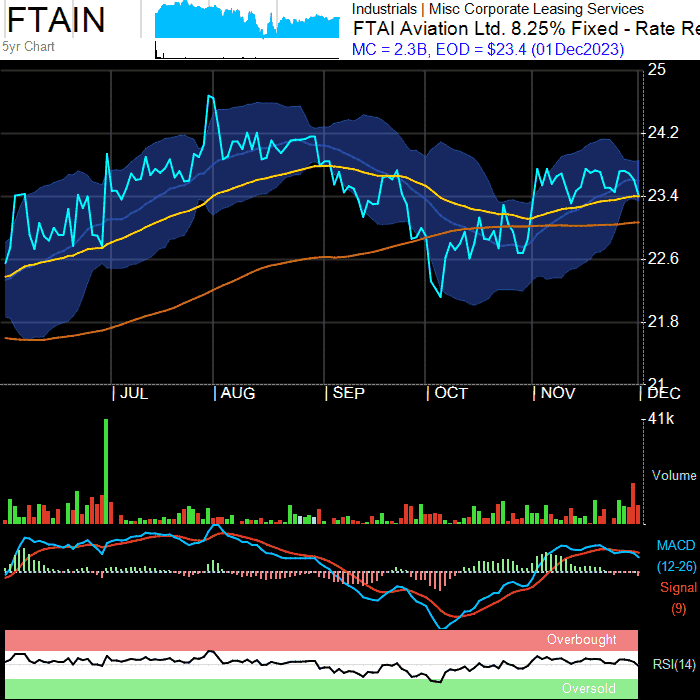 FTAIN
5yr Chart
Industrials | Misc Corporate Leasing Services
FTAI Aviation Ltd. 8.25% Fixed - Rate Re
MC = 2.3B, EOD = $23.4 (01Dec2023)
25
24.2
23.4
22.6
21.8
21
| JUL | AUG | SEP | OCT | NOV | DEC
41k
Volume
MACD
(12-26)
Signal
(9)
Overbought
RSI(14)
Oversold